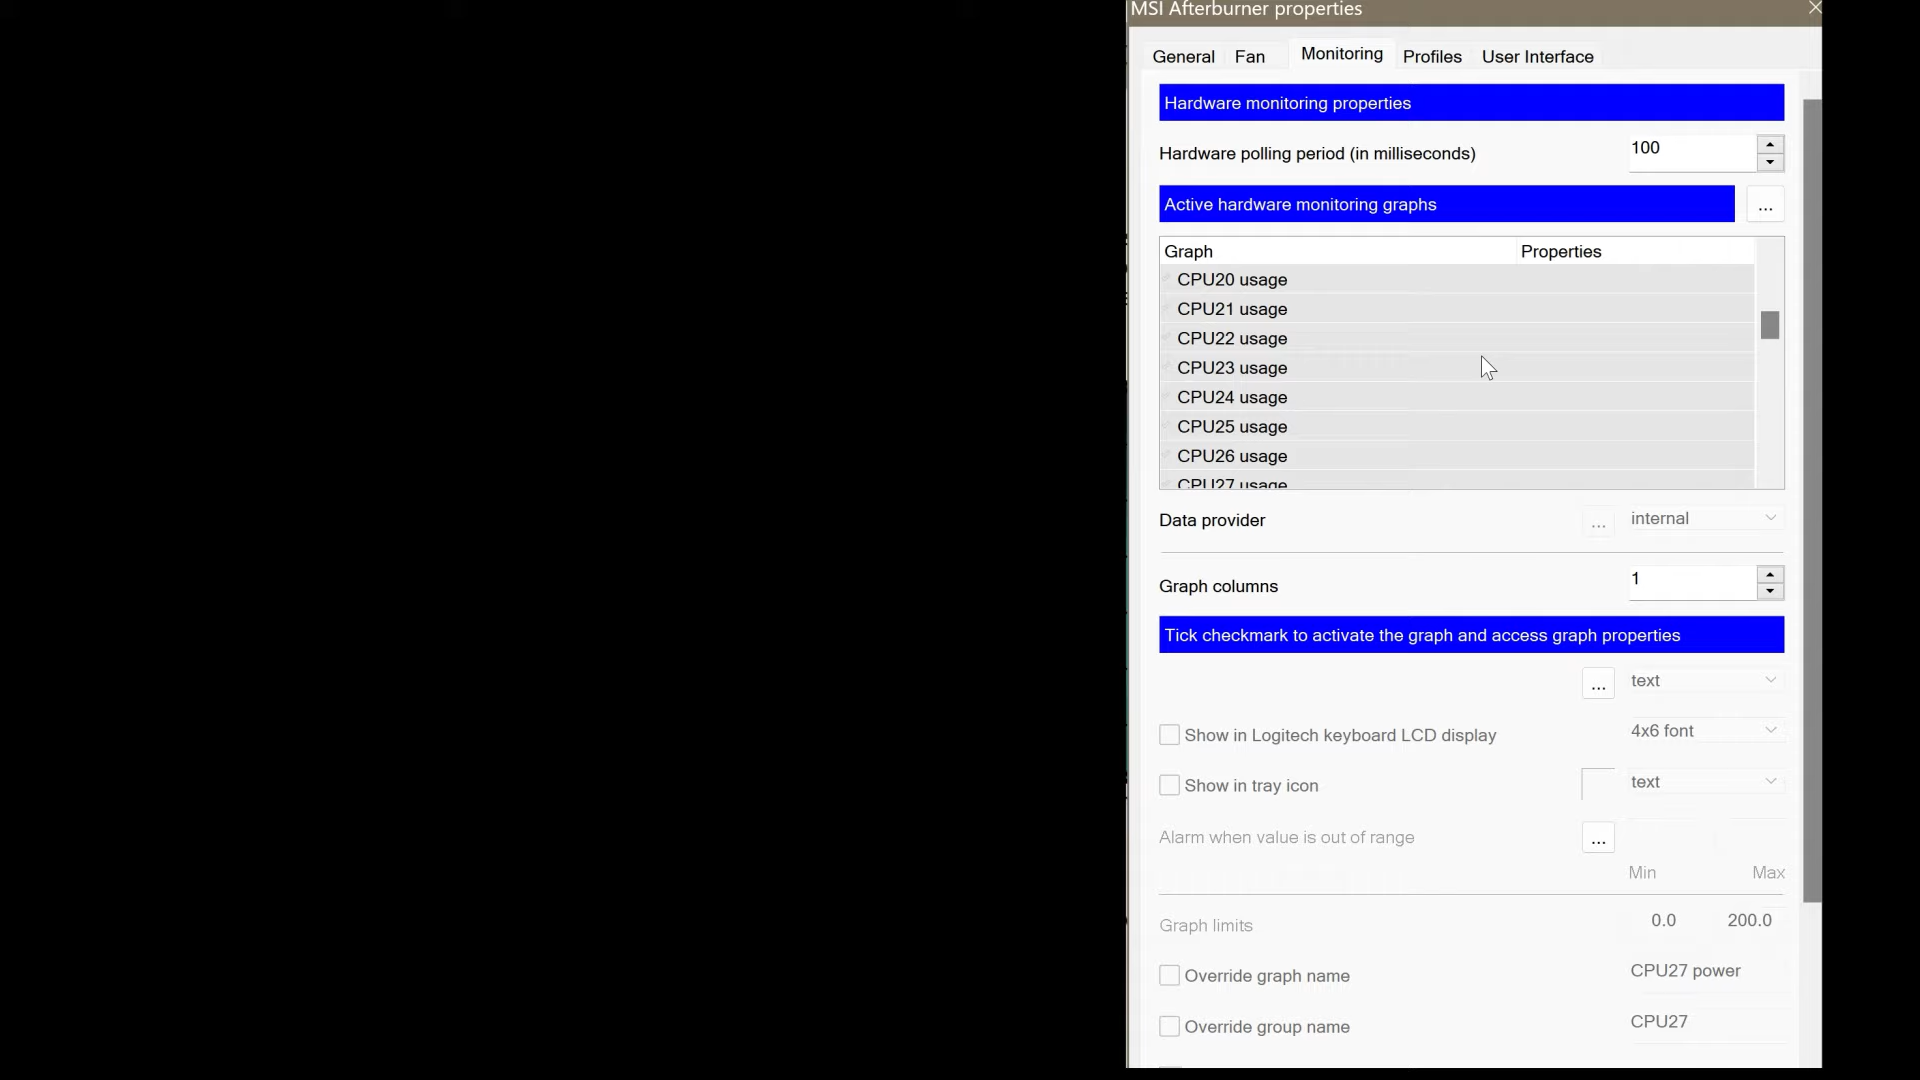 MSI Afterburner properties
General Fan Monitoring Profiles User Interface
Hardware monitoring properties
Hardware polling period (in milliseconds) 100
Active hardware monitoring graphs ...
Graph Properties
CPU20 usage
CPU21 usage
CPU22 usage
CPU23 usage
CPU24 usage
CPU25 usage
CPU26 usage
CPU27 usage
Data provider ... internal
Graph columns 1
Tick checkmark to activate the graph and access graph properties
... text
Show in Logitech keyboard LCD display 4x6 font
Show in tray icon text
Alarm when value is out of range ...
Min Max
Graph limits 0.0 200.0
Override graph name CPU27 power
Override group name CPU27